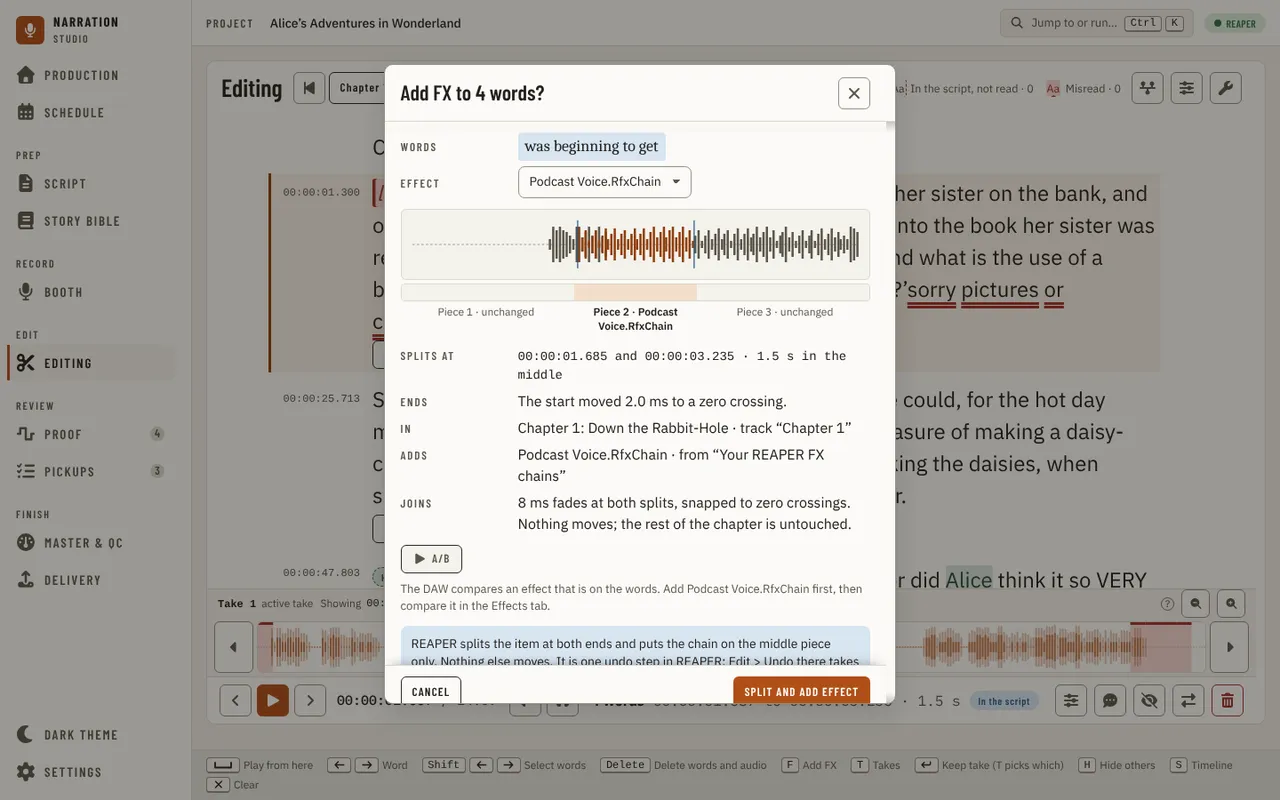 NARRATION
STUDIO
PRODUCTION
SCHEDULE
PREP
SCRIPT
STORY BIBLE
RECORD
BOOTH
EDIT
EDITING
REVIEW
PROOF 4
PICKUPS 3
FINISH
MASTER & QC
DELIVERY
DARK THEME
SETTINGS
PROJECT Alice's Adventures in Wonderland
Jump to or run... Ctrl K
REAPER
Editing
Chapter
In the script, not read · 0 Aa Misread · 0
00:00:01.300
her sister on the bank, and
into the book her sister was
nd what is the use of a
?’sorry pictures or
00:00:25.713
could, for the hot day
asure of making a daisy-
king the daisies, when
r.
00:00:47.803
r did Alice think it so VERY
Take 1 active take Showing 00:
Add FX to 4 words?
WORDS was beginning to get
EFFECT Podcast Voice.RfxChain
Piece 1 · unchanged
Piece 2 · Podcast
Voice.RfxChain
Piece 3 · unchanged
SPLITS AT 00:00:01.685 and 00:00:03.235 · 1.5 s in the
middle
ENDS The start moved 2.0 ms to a zero crossing.
IN Chapter 1: Down the Rabbit-Hole · track “Chapter 1”
ADDS Podcast Voice.RfxChain · from “Your REAPER FX
chains”
JOINS 8 ms fades at both splits, snapped to zero crossings.
Nothing moves; the rest of the chapter is untouched.
A/B
The DAW compares an effect that is on the words. Add Podcast Voice.RfxChain first, then
compare it in the Effects tab.
REAPER splits the item at both ends and puts the chain on the middle piece
only. Nothing else moves. It is one undo step in REAPER: Edit > Undo there takes
CANCEL
SPLIT AND ADD EFFECT
· 1.5 s In the script
Play from here ← → Word Shift ← → Select words Delete Delete words and audio F Add FX T Takes Keep take (T picks which) H Hide others S Timeline
Clear